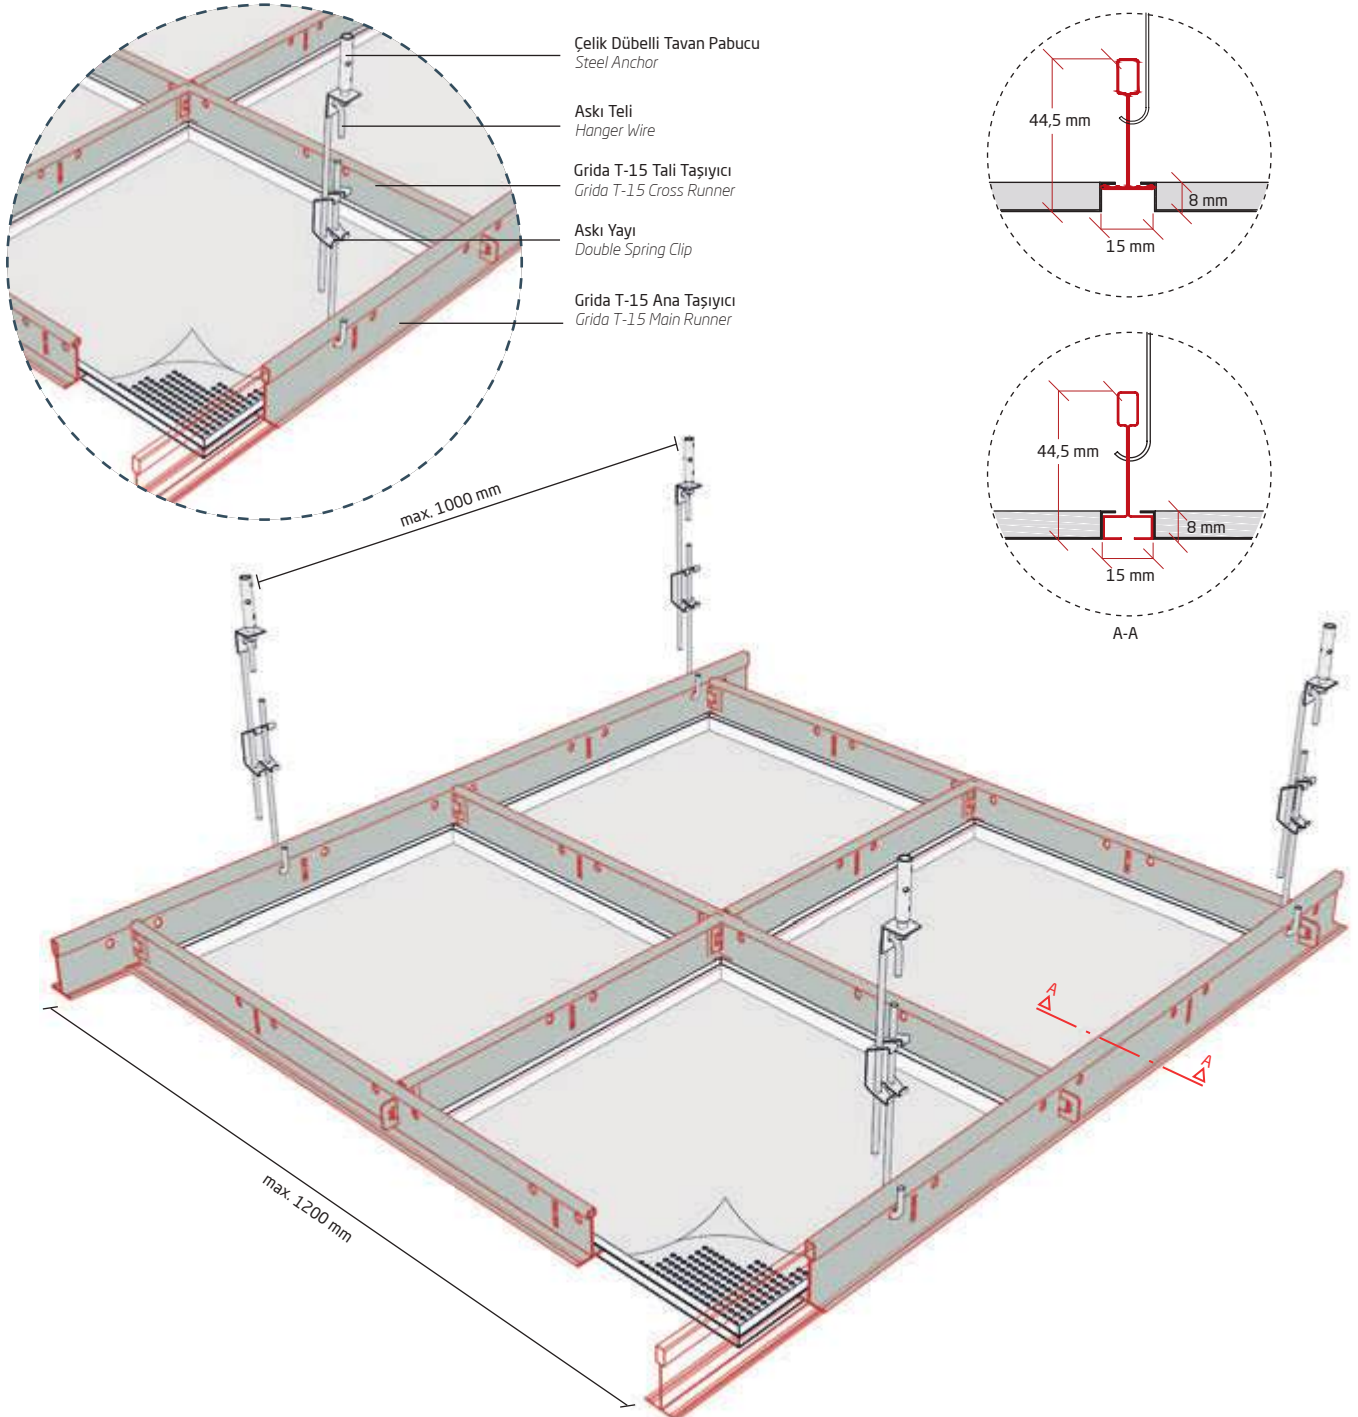 Çelik Dübelli Tavan Pabucu
Steel Anchor
Askı Teli
Hanger Wire
Grida T-15 Tali Taşıyıcı
Grida T-15 Cross Runner
Askı Yayı
Double Spring Clip
Grida T-15 Ana Taşıyıcı
Grida T-15 Main Runner
44,5 mm
8 mm
15 mm
44,5 mm
8 mm
15 mm
A-A
max. 1000 mm
A
A
max. 1200 mm